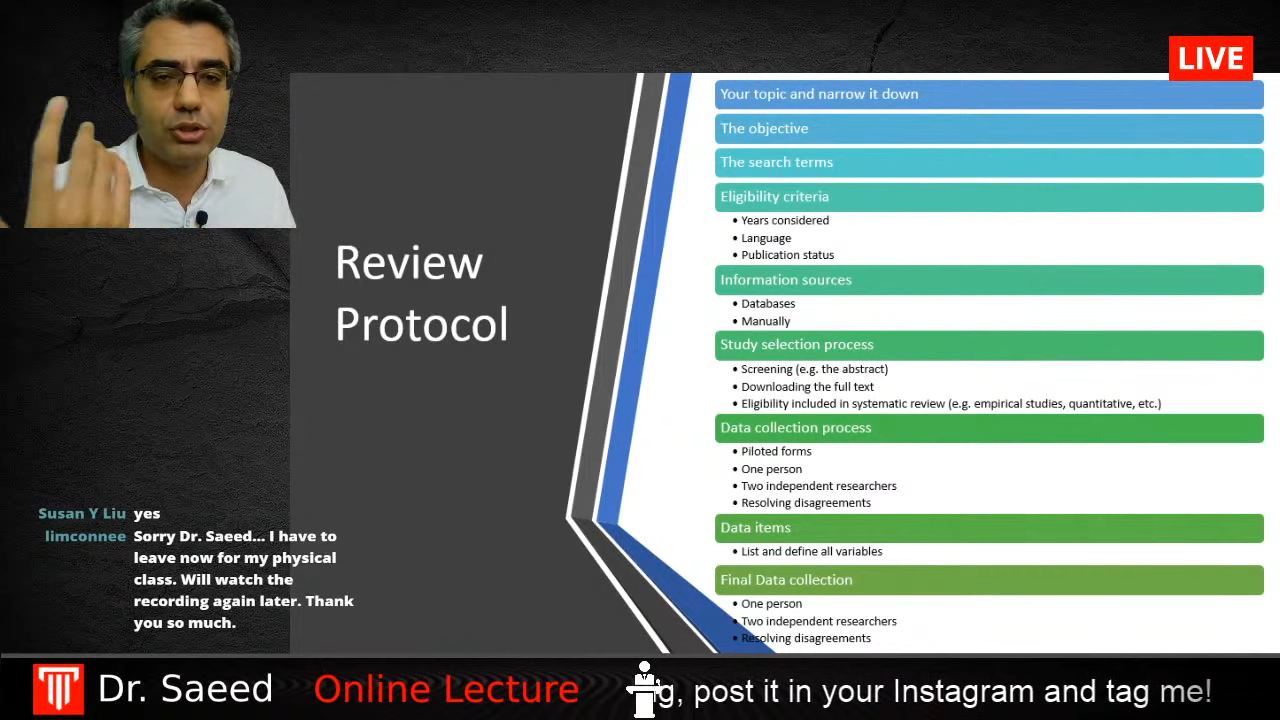 LIVE
Review
Protocol
Your topic and narrow it down
The objective
The search terms
Eligibility criteria
• Years considered
• Language
• Publication status
Information sources
• Databases
• Manually
Study selection process
• Screening (e.g. the abstract)
• Downloading the full text
• Eligibility included in systematic review (e.g. empirical studies, quantitative, etc.)
Data collection process
• Piloted forms
• One person
• Two independent researchers
• Resolving disagreements
Data items
• List and define all variables
Final Data collection
• One person
• Two independent researchers
• Resolving disagreements
Susan Y Liu yes
limconnee Sorry Dr. Saeed... I have to
leave now for my physical
class. Will watch the
recording again later. Thank
you so much.
Dr. Saeed Online Lecture post it in your Instagram and tag me!